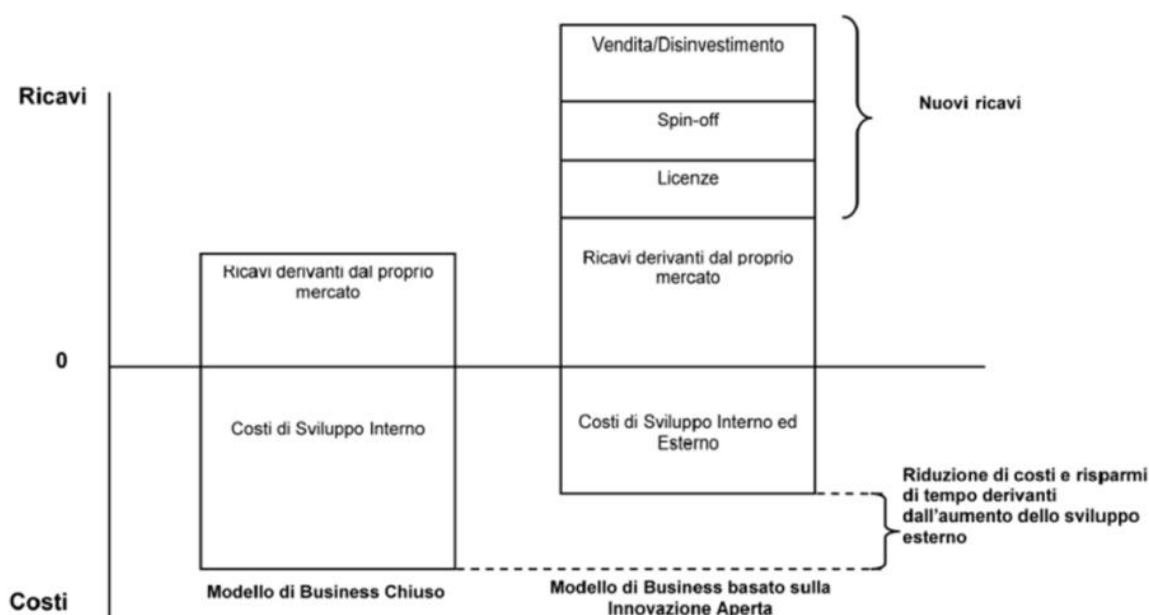 Vendita/Disinvestimento
Ricavi
Nuovi ricavi
Spin-off
Licenze
Ricavi derivanti dal proprio
mercato
Ricavi derivanti dal proprio
mercato
0
Costi di Sviluppo Interno
Costi di Sviluppo Interno ed
Esterno
Riduzione di costi e risparmi
di tempo derivanti
dall'aumento dello sviluppo
esterno
Modello di Business Chiuso
Modello di Business basato sulla
Innovazione Aperta
Costi